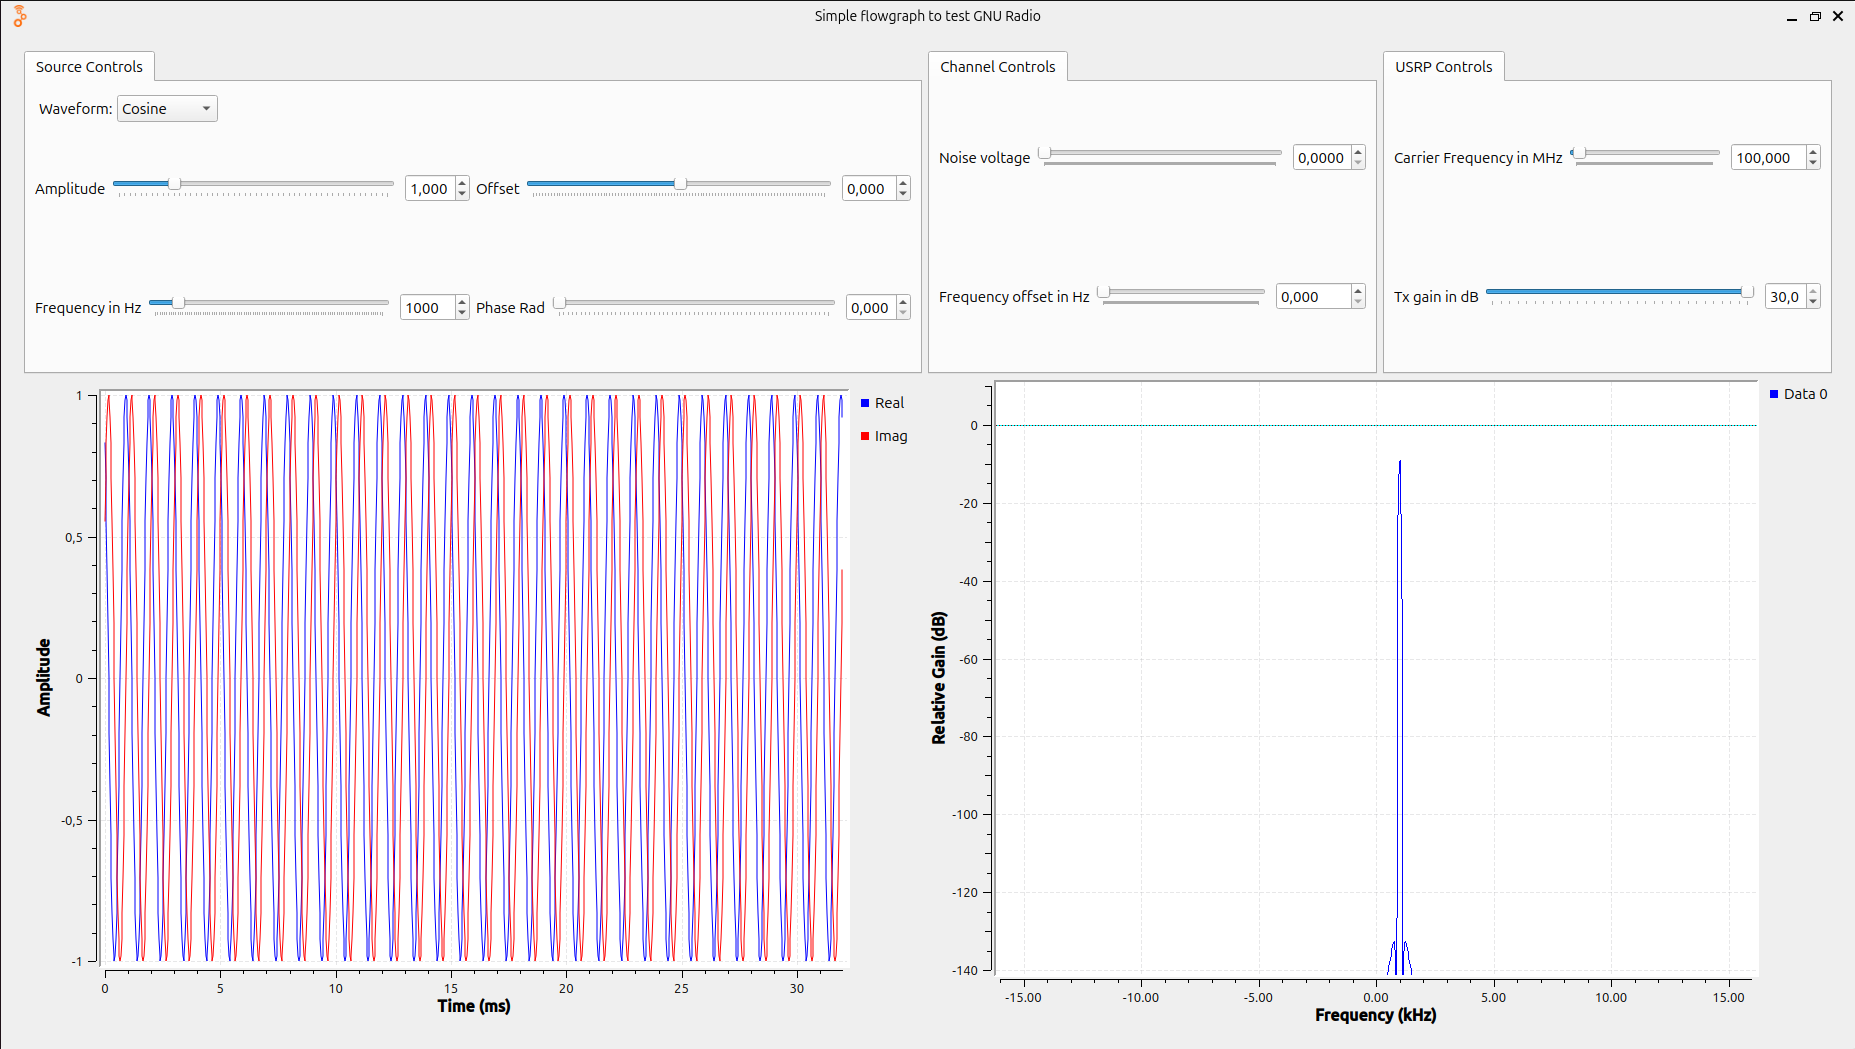 Simple flowgraph to test GNU Radio
Source Controls
Waveform: Cosine
Amplitude 1,000 Offset 0,000
Frequency in Hz 1000 Phase Rad 0,000
Channel Controls
Noise voltage 0,0000
Frequency offset in Hz 0,000
USRP Controls
Carrier Frequency in MHz 100,000
Tx gain in dB 30,0
Amplitude
1
0,5
0
-0,5
-1
0 5 10 15 20 25 30
Time (ms)
Real
Imag
Relative Gain (dB)
0
-20
-40
-60
-80
-100
-120
-140
-15.00 -10.00 -5.00 0.00 5.00 10.00 15.00
Frequency (kHz)
Data 0